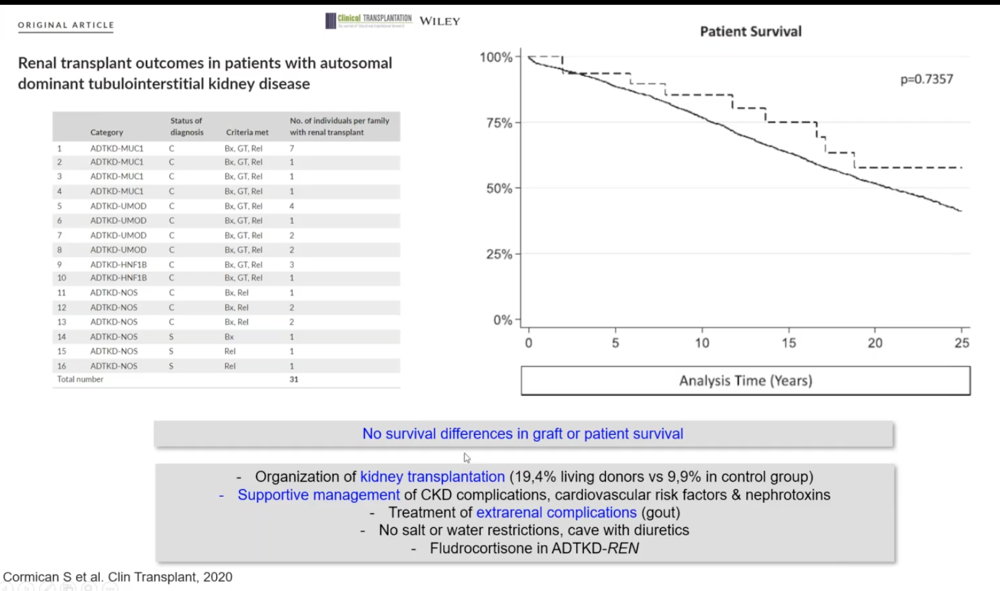 ORIGINAL ARTICLE
Clinical TRANSPLANTATION
WILEY
Renal transplant outcomes in patients with autosomal
dominant tubulointerstitial kidney disease
Category Status of diagnosis Criteria met No. of individuals per family with renal transplant
1 ADTKD-MUC1 C Bx, GT, Rel 7
2 ADTKD-MUC1 C Bx, GT, Rel 1
3 ADTKD-MUC1 C Bx, GT, Rel 1
4 ADTKD-MUC1 C Bx, GT, Rel 1
5 ADTKD-UMOD C Bx, GT, Rel 4
6 ADTKD-UMOD C Bx, GT, Rel 1
7 ADTKD-UMOD C Bx, GT, Rel 2
8 ADTKD-UMOD C Bx, GT, Rel 2
9 ADTKD-HNF1B C Bx, GT, Rel 3
10 ADTKD-HNF1B C Bx, GT, Rel 1
11 ADTKD-NOS C Bx, Rel 1
12 ADTKD-NOS C Bx, Rel 2
13 ADTKD-NOS C Bx, Rel 2
14 ADTKD-NOS S Bx 1
15 ADTKD-NOS S Rel 1
16 ADTKD-NOS S Rel 1
Total number 31
Patient Survival
p=0.7357
100%
75%
50%
25%
0%
0 5 10 15 20 25
Analysis Time (Years)
No survival differences in graft or patient survival
- Organization of kidney transplantation (19,4% living donors vs 9,9% in control group)
- Supportive management of CKD complications, cardiovascular risk factors & nephrotoxins
- Treatment of extrarenal complications (gout)
- No salt or water restrictions, cave with diuretics
- Fludrocortisone in ADTKD-REN
Cormican S et al. Clin Transplant, 2020